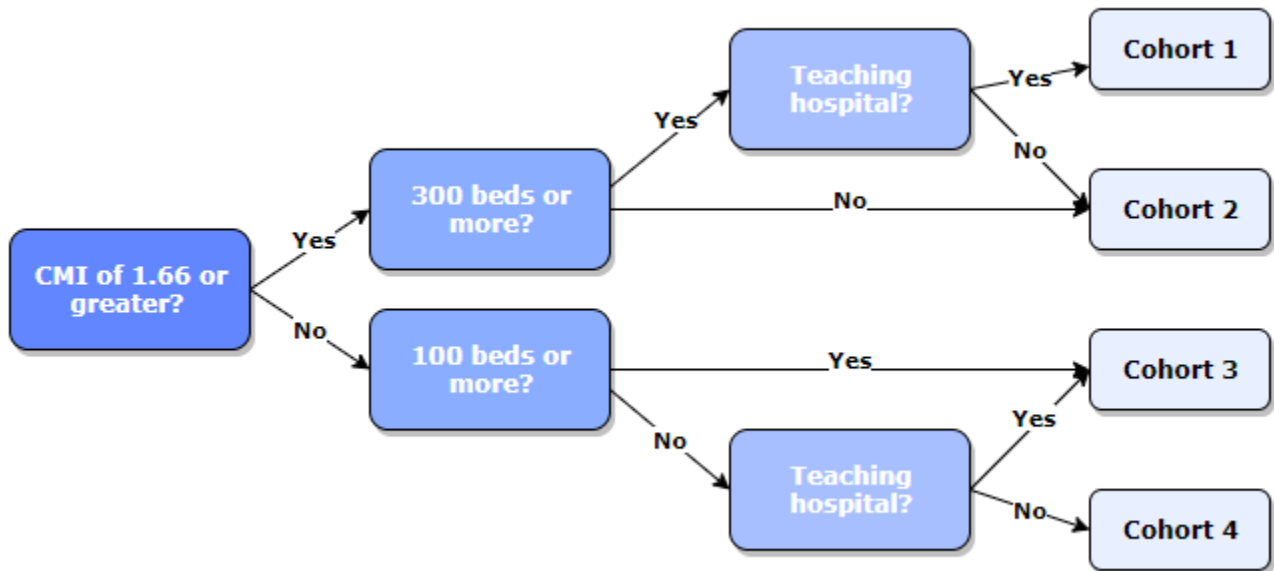 CMI of 1.66 or
greater?
Yes
No
300 beds or
more?
Yes
No
100 beds or
more?
Yes
No
Teaching
hospital?
Yes
No
Teaching
hospital?
Yes
No
Cohort 1
Cohort 2
Cohort 3
Cohort 4